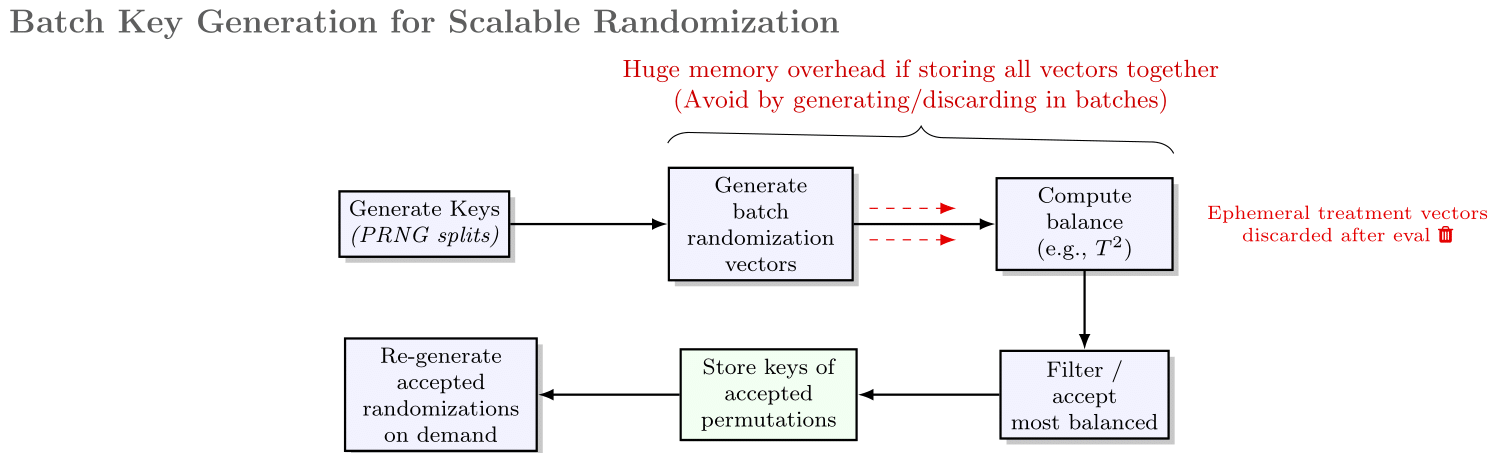 Batch Key Generation for Scalable Randomization
Huge memory overhead if storing all vectors together
(Avoid by generating/discarding in batches)
Generate Keys
(PRNG splits)
Generate
batch
randomization
vectors
Compute
balance
(e.g., T²)
Ephemeral treatment vectors
discarded after eval
Re-generate
accepted
randomizations
on demand
Store keys of
accepted
permutations
Filter /
accept
most balanced